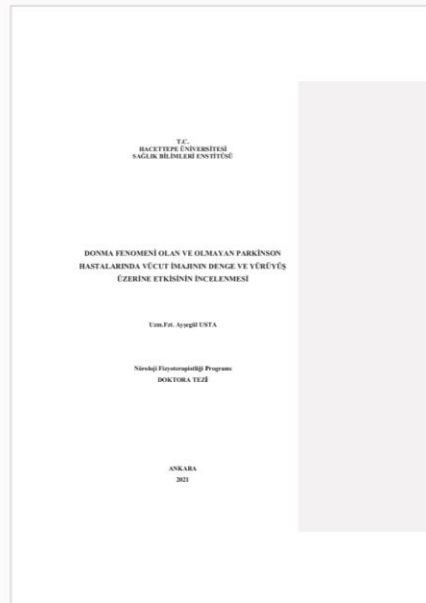 T.C.
HACETTEPE ÜNİVERSİTESİ
SAĞLIK BİLİMLERİ ENSTİTÜSÜ
DONMA FENOMENİ OLAN VE OLMAYAN PARKİNSON
HASTALARINDA VÜCUT İMAJININ DENGE VE YÜRÜYÜŞ
ÜZERİNE ETKİSİNİN İNCELENMESİ
Uzm.Fzt. Ayşegül USTA
Nöroloji Fizyoterapistliği Programı
DOKTORA TEZİ
ANKARA
2021